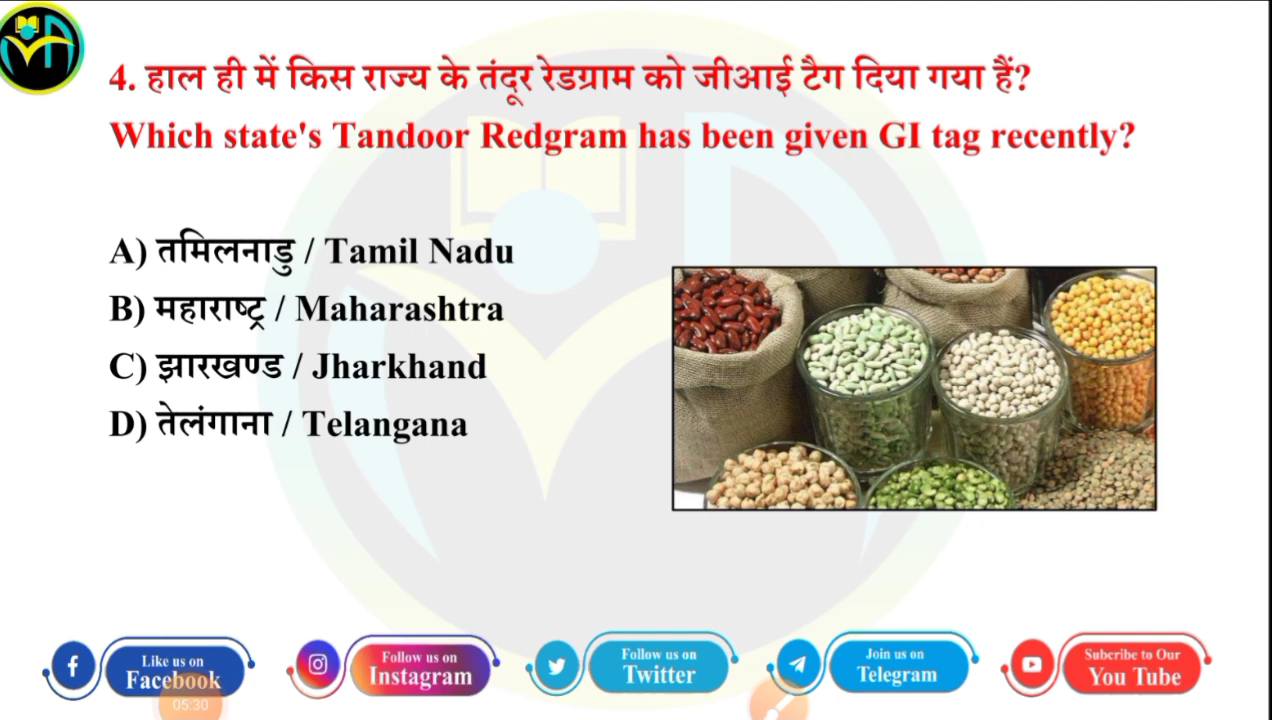 4. हाल ही में किस राज्य के तंदूर रेडग्राम को जीआई टैग दिया गया हैं?
Which state's Tandoor Redgram has been given GI tag recently?
A) तमिलनाडु / Tamil Nadu
B) महाराष्ट्र / Maharashtra
C) झारखण्ड / Jharkhand
D) तेलंगाना / Telangana
Like us on
Facebook
Follow us on
Instagram
Follow us on
Twitter
Join us on
Telegram
Subcribe to Our
You Tube
05:30